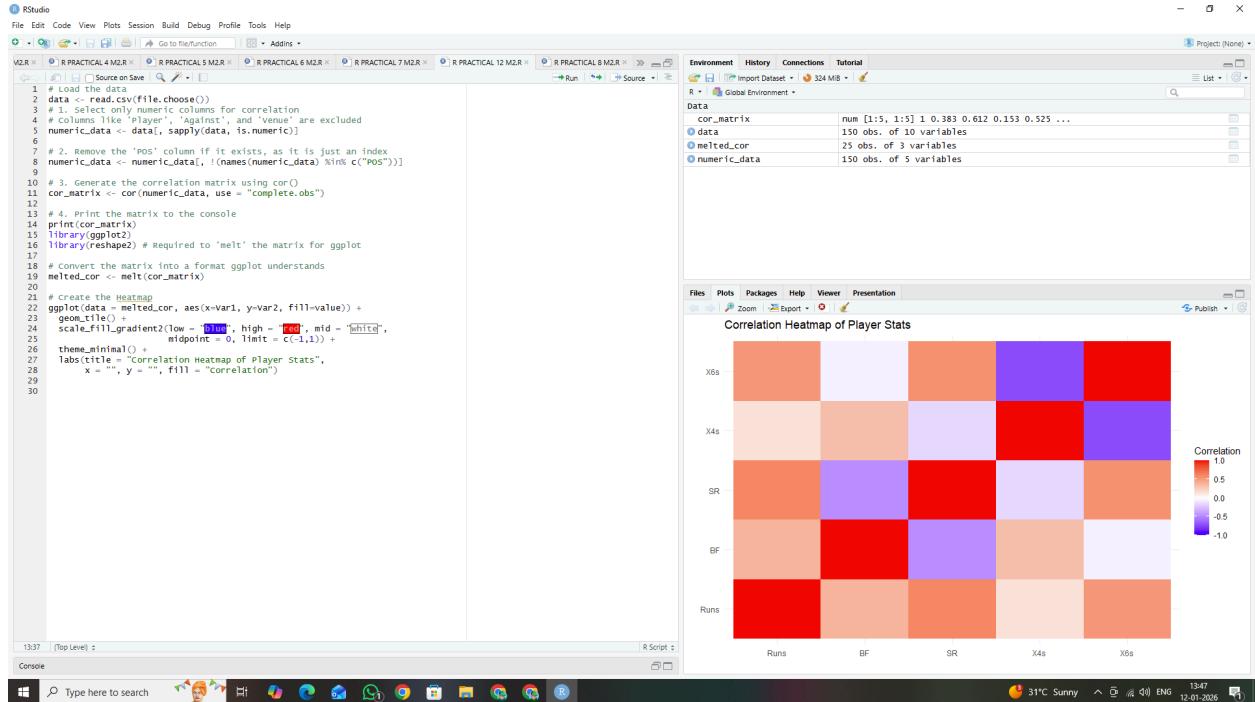 RStudio
File Edit Code View Plots Session Build Debug Profile Tools Help
Go to file/function Addins Project: (None)
M2.R R PRACTICAL 4 M2.R R PRACTICAL 5 M2.R R PRACTICAL 6 M2.R R PRACTICAL 7 M2.R R PRACTICAL 12 M2.R R PRACTICAL 8 M2.R
Source on Save Run Source
1 # Load the data
2 data <- read.csv(file.choose())
3 # 1. Select only numeric columns for correlation
4 # Columns like 'Player', 'Against', and 'Venue' are excluded
5 numeric_data <- data[, sapply(data, is.numeric)]
6
7 # 2. Remove the 'POS' column if it exists, as it is just an index
8 numeric_data <- numeric_data[, !(names(numeric_data) %in% c("POS"))]
9
10 # 3. Generate the correlation matrix using cor()
11 cor_matrix <- cor(numeric_data, use = "complete.obs")
12
13 # 4. Print the matrix to the console
14 print(cor_matrix)
15 library(ggplot2)
16 library(reshape2) # Required to 'melt' the matrix for ggplot
17
18 # Convert the matrix into a format ggplot understands
19 melted_cor <- melt(cor_matrix)
20
21 # Create the Heatmap
22 ggplot(data = melted_cor, aes(x=Var1, y=Var2, fill=value)) +
23 geom_tile() +
24 scale_fill_gradient2(low = "blue", high = "red", mid = "white",
25 midpoint = 0, limit = c(-1,1)) +
26 theme_minimal() +
27 labs(title = "Correlation Heatmap of Player Stats",
28 x = "", y = "", fill = "Correlation")
29
30
13:37 (Top Level) R Script
Console
Environment History Connections Tutorial
Import Dataset 324 MiB List
R Global Environment
Data
cor_matrix num [1:5, 1:5] 1 0.383 0.612 0.153 0.525 ...
data 150 obs. of 10 variables
melted_cor 25 obs. of 3 variables
numeric_data 150 obs. of 5 variables
Files Plots Packages Help Viewer Presentation
Zoom Export Publish
Correlation Heatmap of Player Stats
X6s
X4s
SR
BF
Runs
Runs BF SR X4s X6s
Correlation
1.0
0.5
0.0
-0.5
-1.0
Type here to search
31°C Sunny ENG 13:47
12-01-2026